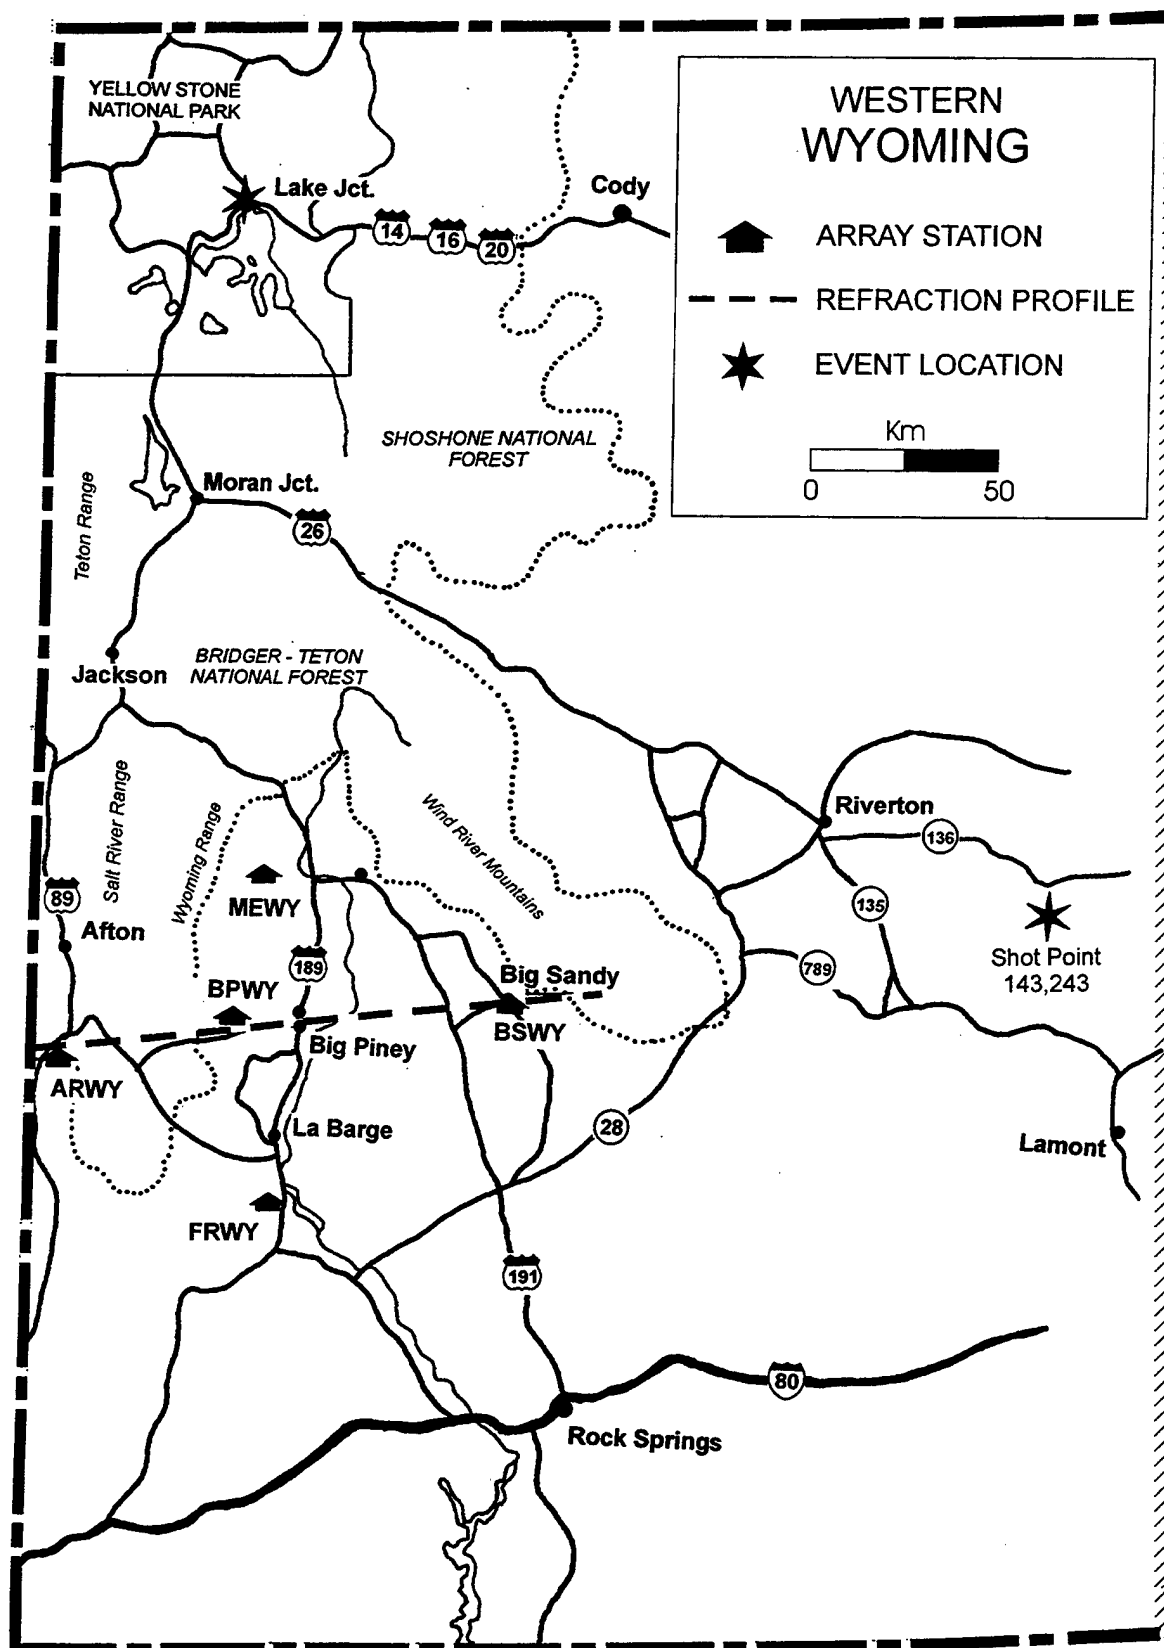 YELLOW STONE
NATIONAL PARK
WESTERN
WYOMING
ARRAY STATION
REFRACTION PROFILE
EVENT LOCATION
Km
0
50
Lake Jct.
Cody
14
16
20
SHOSHONE NATIONAL
FOREST
Moran Jct.
26
Teton Range
BRIDGER - TETON
NATIONAL FOREST
Jackson
Salt River Range
Wyoming Range
Wind River Mountains
Riverton
136
135
89
Afton
MEWY
189
Shot Point
143,243
789
BPWY
Big Sandy
BSWY
Big Piney
ARWY
La Barge
28
Lamont
FRWY
191
80
Rock Springs